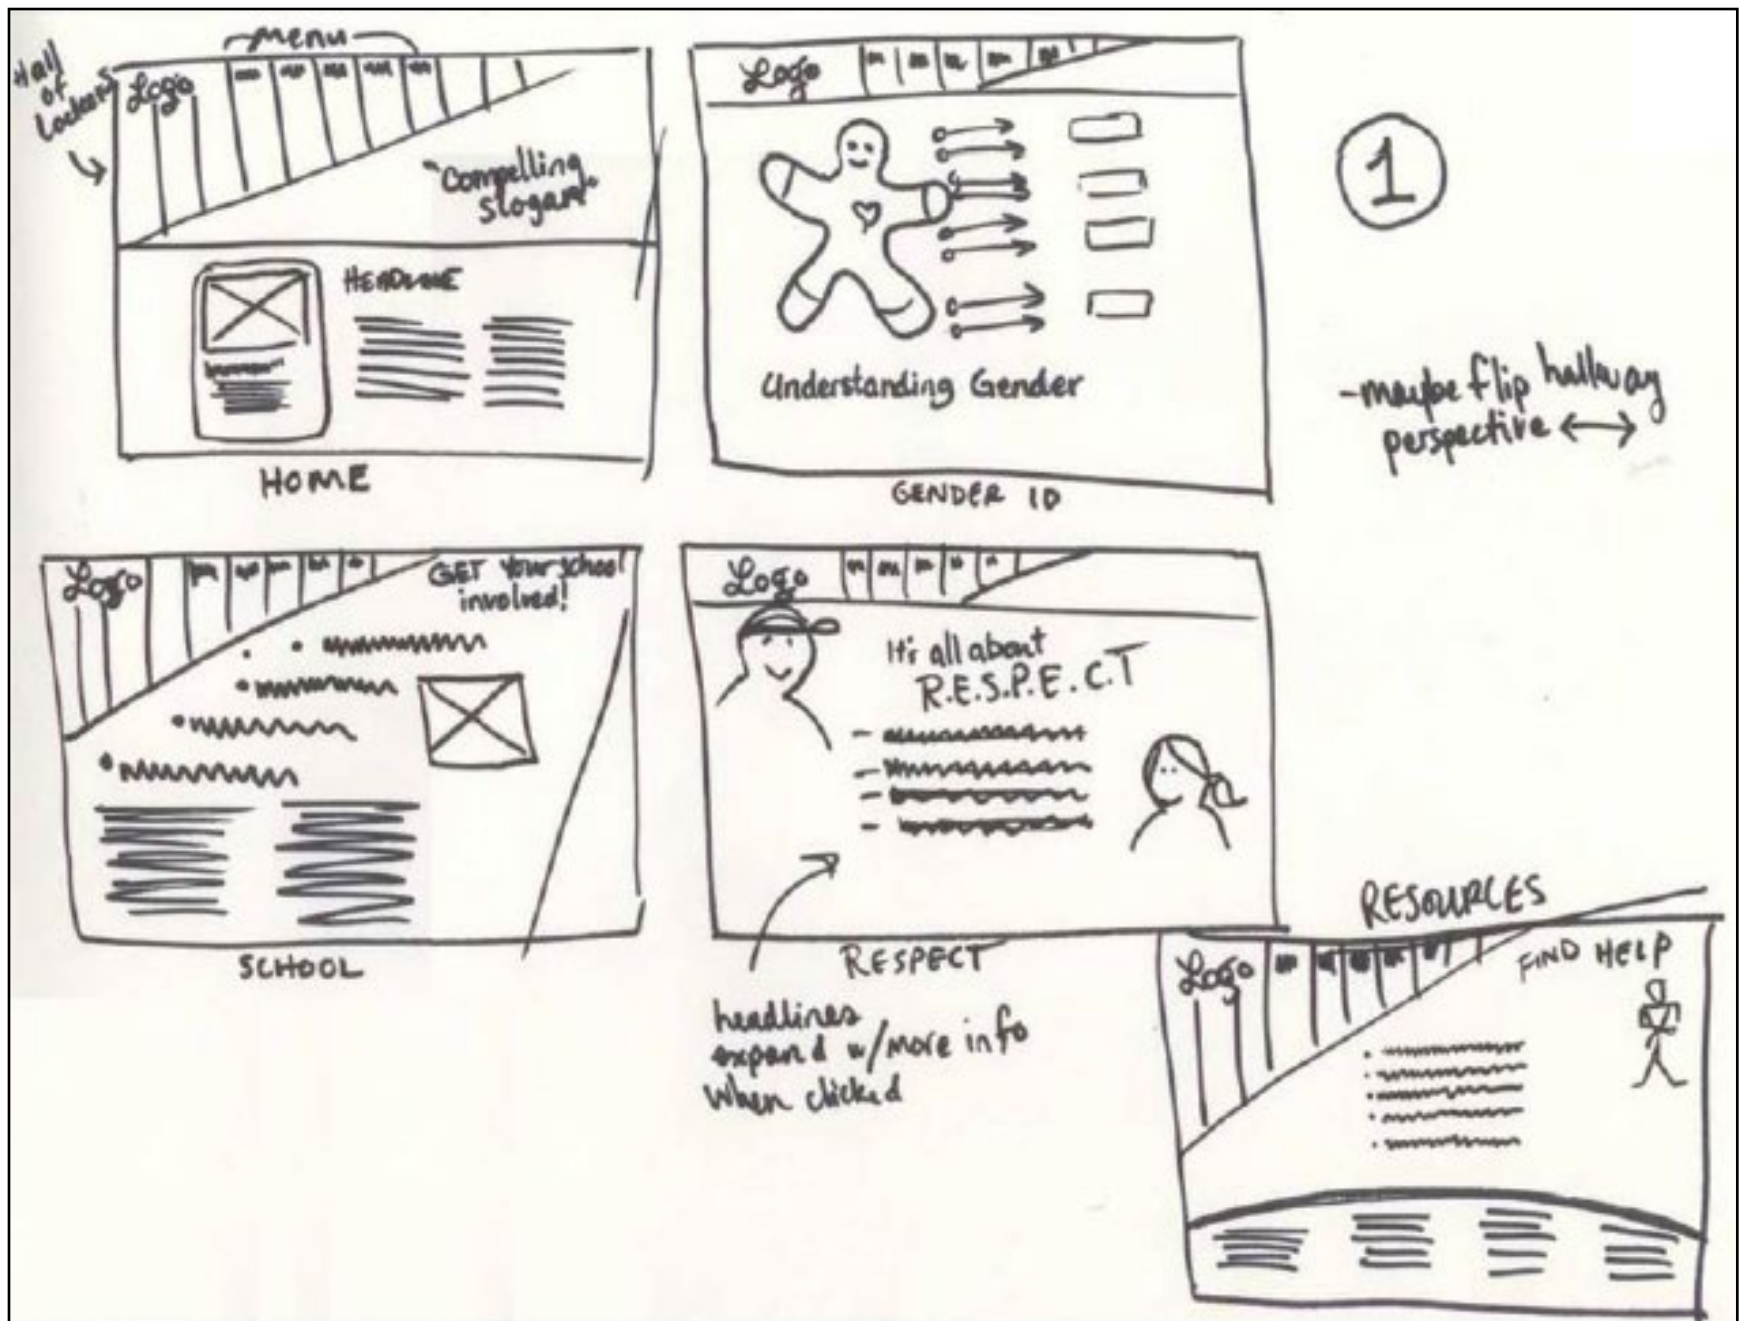 Hall
of
Lockers
menu
Logo
"Compelling
slogan"
HEADLINE
HOME
Logo
Understanding Gender
GENDER ID
1
-maybe flip hallway
perspective
Logo
GET Your school
involved!
SCHOOL
Logo
It's all about
R.E.S.P.E.C.T
RESPECT
headlines
expand w/more info
when clicked
RESOURCES
Logo
FIND HELP